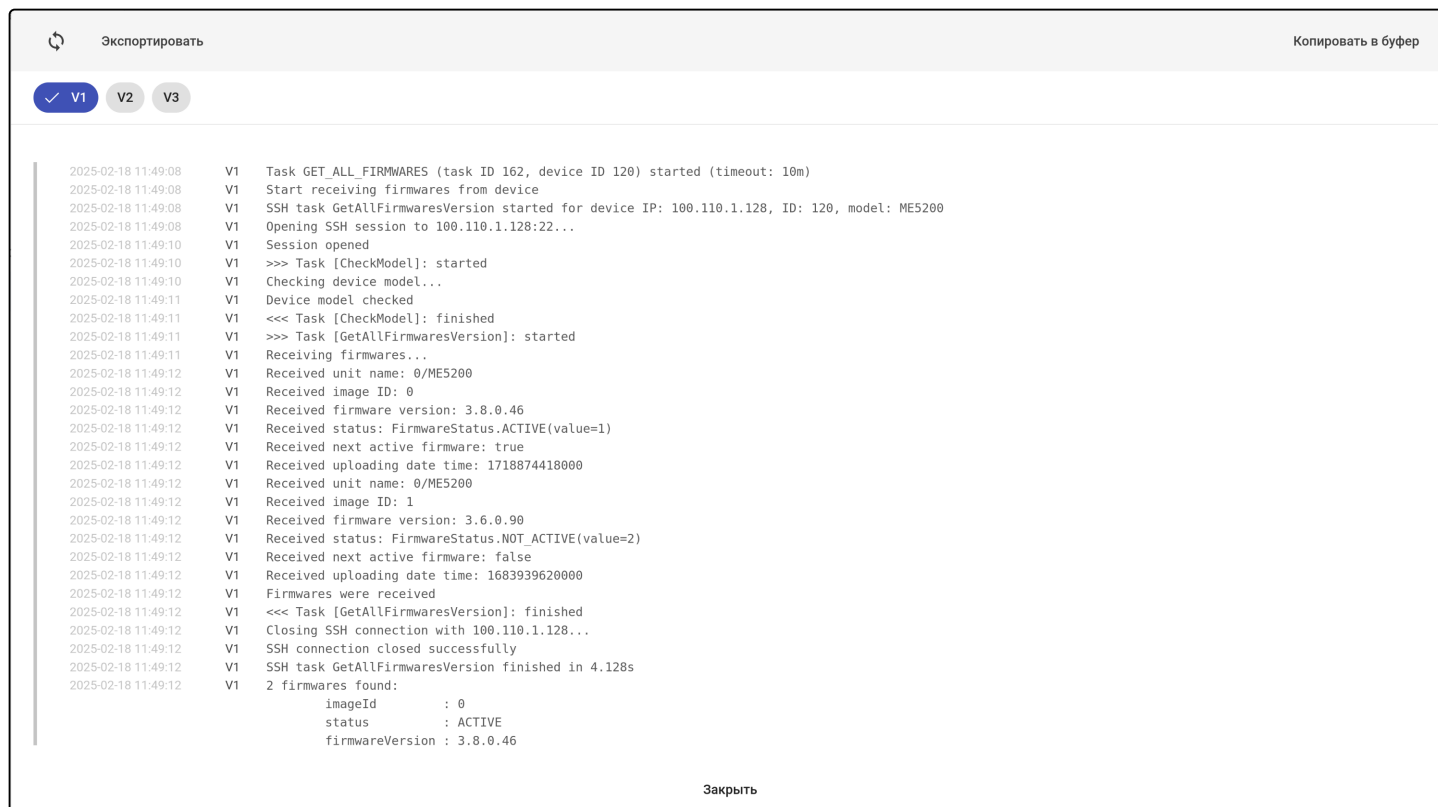 Экспортировать
Копировать в буфер
V1
V2
V3
2025-02-18 11:49:08 V1 Task GET_ALL_FIRMWARES (task ID 162, device ID 120) started (timeout: 10m)
2025-02-18 11:49:08 V1 Start receiving firmwares from device
2025-02-18 11:49:08 V1 SSH task GetAllFirmwaresVersion started for device IP: 100.110.1.128, ID: 120, model: ME5200
2025-02-18 11:49:08 V1 Opening SSH session to 100.110.1.128:22...
2025-02-18 11:49:10 V1 Session opened
2025-02-18 11:49:10 V1 >>> Task [CheckModel]: started
2025-02-18 11:49:10 V1 Checking device model...
2025-02-18 11:49:11 V1 Device model checked
2025-02-18 11:49:11 V1 <<< Task [CheckModel]: finished
2025-02-18 11:49:11 V1 >>> Task [GetAllFirmwaresVersion]: started
2025-02-18 11:49:11 V1 Receiving firmwares...
2025-02-18 11:49:12 V1 Received unit name: 0/ME5200
2025-02-18 11:49:12 V1 Received image ID: 0
2025-02-18 11:49:12 V1 Received firmware version: 3.8.0.46
2025-02-18 11:49:12 V1 Received status: FirmwareStatus.ACTIVE(value=1)
2025-02-18 11:49:12 V1 Received next active firmware: true
2025-02-18 11:49:12 V1 Received uploading date time: 1718874418000
2025-02-18 11:49:12 V1 Received unit name: 0/ME5200
2025-02-18 11:49:12 V1 Received image ID: 1
2025-02-18 11:49:12 V1 Received firmware version: 3.6.0.90
2025-02-18 11:49:12 V1 Received status: FirmwareStatus.NOT_ACTIVE(value=2)
2025-02-18 11:49:12 V1 Received next active firmware: false
2025-02-18 11:49:12 V1 Received uploading date time: 1683939620000
2025-02-18 11:49:12 V1 Firmwares were received
2025-02-18 11:49:12 V1 <<< Task [GetAllFirmwaresVersion]: finished
2025-02-18 11:49:12 V1 Closing SSH connection with 100.110.1.128...
2025-02-18 11:49:12 V1 SSH connection closed successfully
2025-02-18 11:49:12 V1 SSH task GetAllFirmwaresVersion finished in 4.128s
2025-02-18 11:49:12 V1 2 firmwares found:
imageId : 0
status : ACTIVE
firmwareVersion : 3.8.0.46
Закрыть